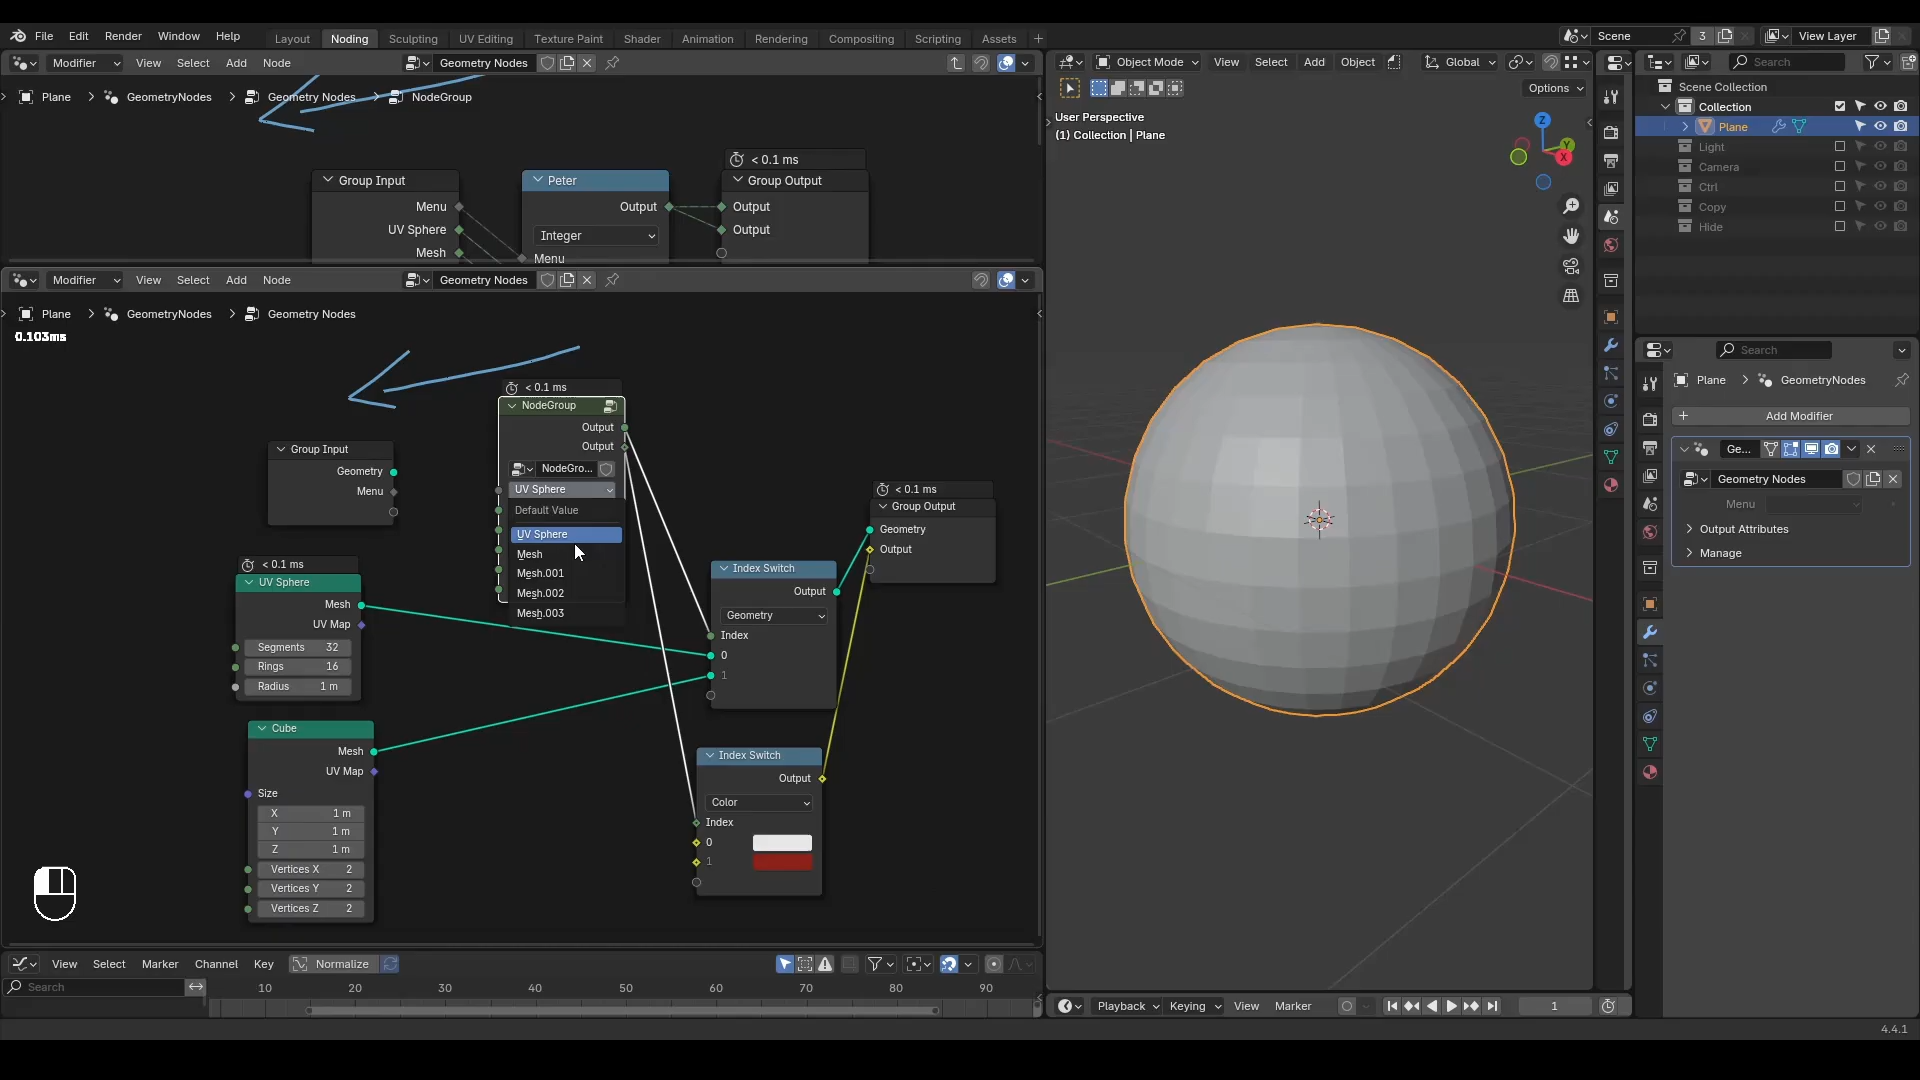 File Edit Render Window Help
Layout Noding Sculpting UV Editing Texture Paint Shader Animation Rendering Compositing Scripting Assets
Scene 3 View Layer
Modifier View Select Add Node Geometry Nodes
Plane > GeometryNodes > Geometry Nodes > NodeGroup
< 0.1 ms
Group Input
Menu
UV Sphere
Mesh
Peter
Output
Integer
Menu
Group Output
Output
Output
Modifier View Select Add Node Geometry Nodes
Plane > GeometryNodes > Geometry Nodes
0.103ms
< 0.1 ms
NodeGroup
Output
Output
NodeGro...
UV Sphere
Default Value
UV Sphere
Mesh
Mesh.001
Mesh.002
Mesh.003
Group Input
Geometry
Menu
< 0.1 ms
UV Sphere
Mesh
UV Map
Segments 32
Rings 16
Radius 1 m
Cube
Mesh
UV Map
Size
X 1 m
Y 1 m
Z 1 m
Vertices X 2
Vertices Y 2
Vertices Z 2
Index Switch
Output
Geometry
Index
0
1
Index Switch
Output
Color
Index
0
1
< 0.1 ms
Group Output
Geometry
Output
View Select Marker Channel Key Normalize
Search
10 20 30 40 50 60 70 80 90
Object Mode View Select Add Object Global
Options
User Perspective
(1) Collection | Plane
Z
Y
X
Playback Keying View Marker 1
Search
Scene Collection
Collection
Plane
Light
Camera
Ctrl
Copy
Hide
Search
Plane > GeometryNodes
Add Modifier
Ge...
Geometry Nodes
Menu
Output Attributes
Manage
4.4.1